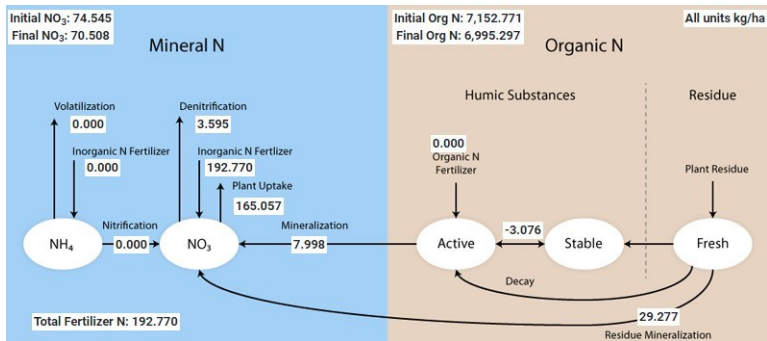 Initial NO₃: 74.545
Final NO₃: 70.508
Mineral N
Initial Org N: 7,152.771
Final Org N: 6,995.297
All units kg/ha
Organic N
Humic Substances
Residue
Volatilization
0.000
Denitrification
3.595
Inorganic N Fertilizer
0.000
Inorganic N Fertlizer
192.770
Plant Uptake
165.057
0.000
Organic N
Fertilizer
Plant Residue
NH₄
Nitrification
0.000
NO₃
Mineralization
7.998
Active
-3.076
Stable
Fresh
Decay
29.277
Residue Mineralization
Total Fertilizer N: 192.770